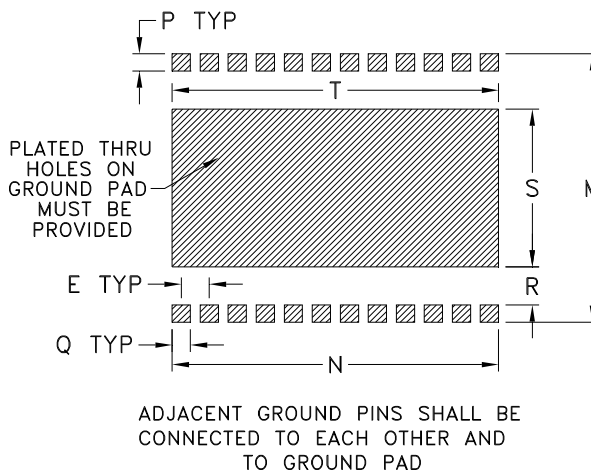 P TYP
T
PLATED THRU
HOLES ON
GROUND PAD
MUST BE
PROVIDED
S
M
E TYP
R
Q TYP
N
ADJACENT GROUND PINS SHALL BE
CONNECTED TO EACH OTHER AND
TO GROUND PAD